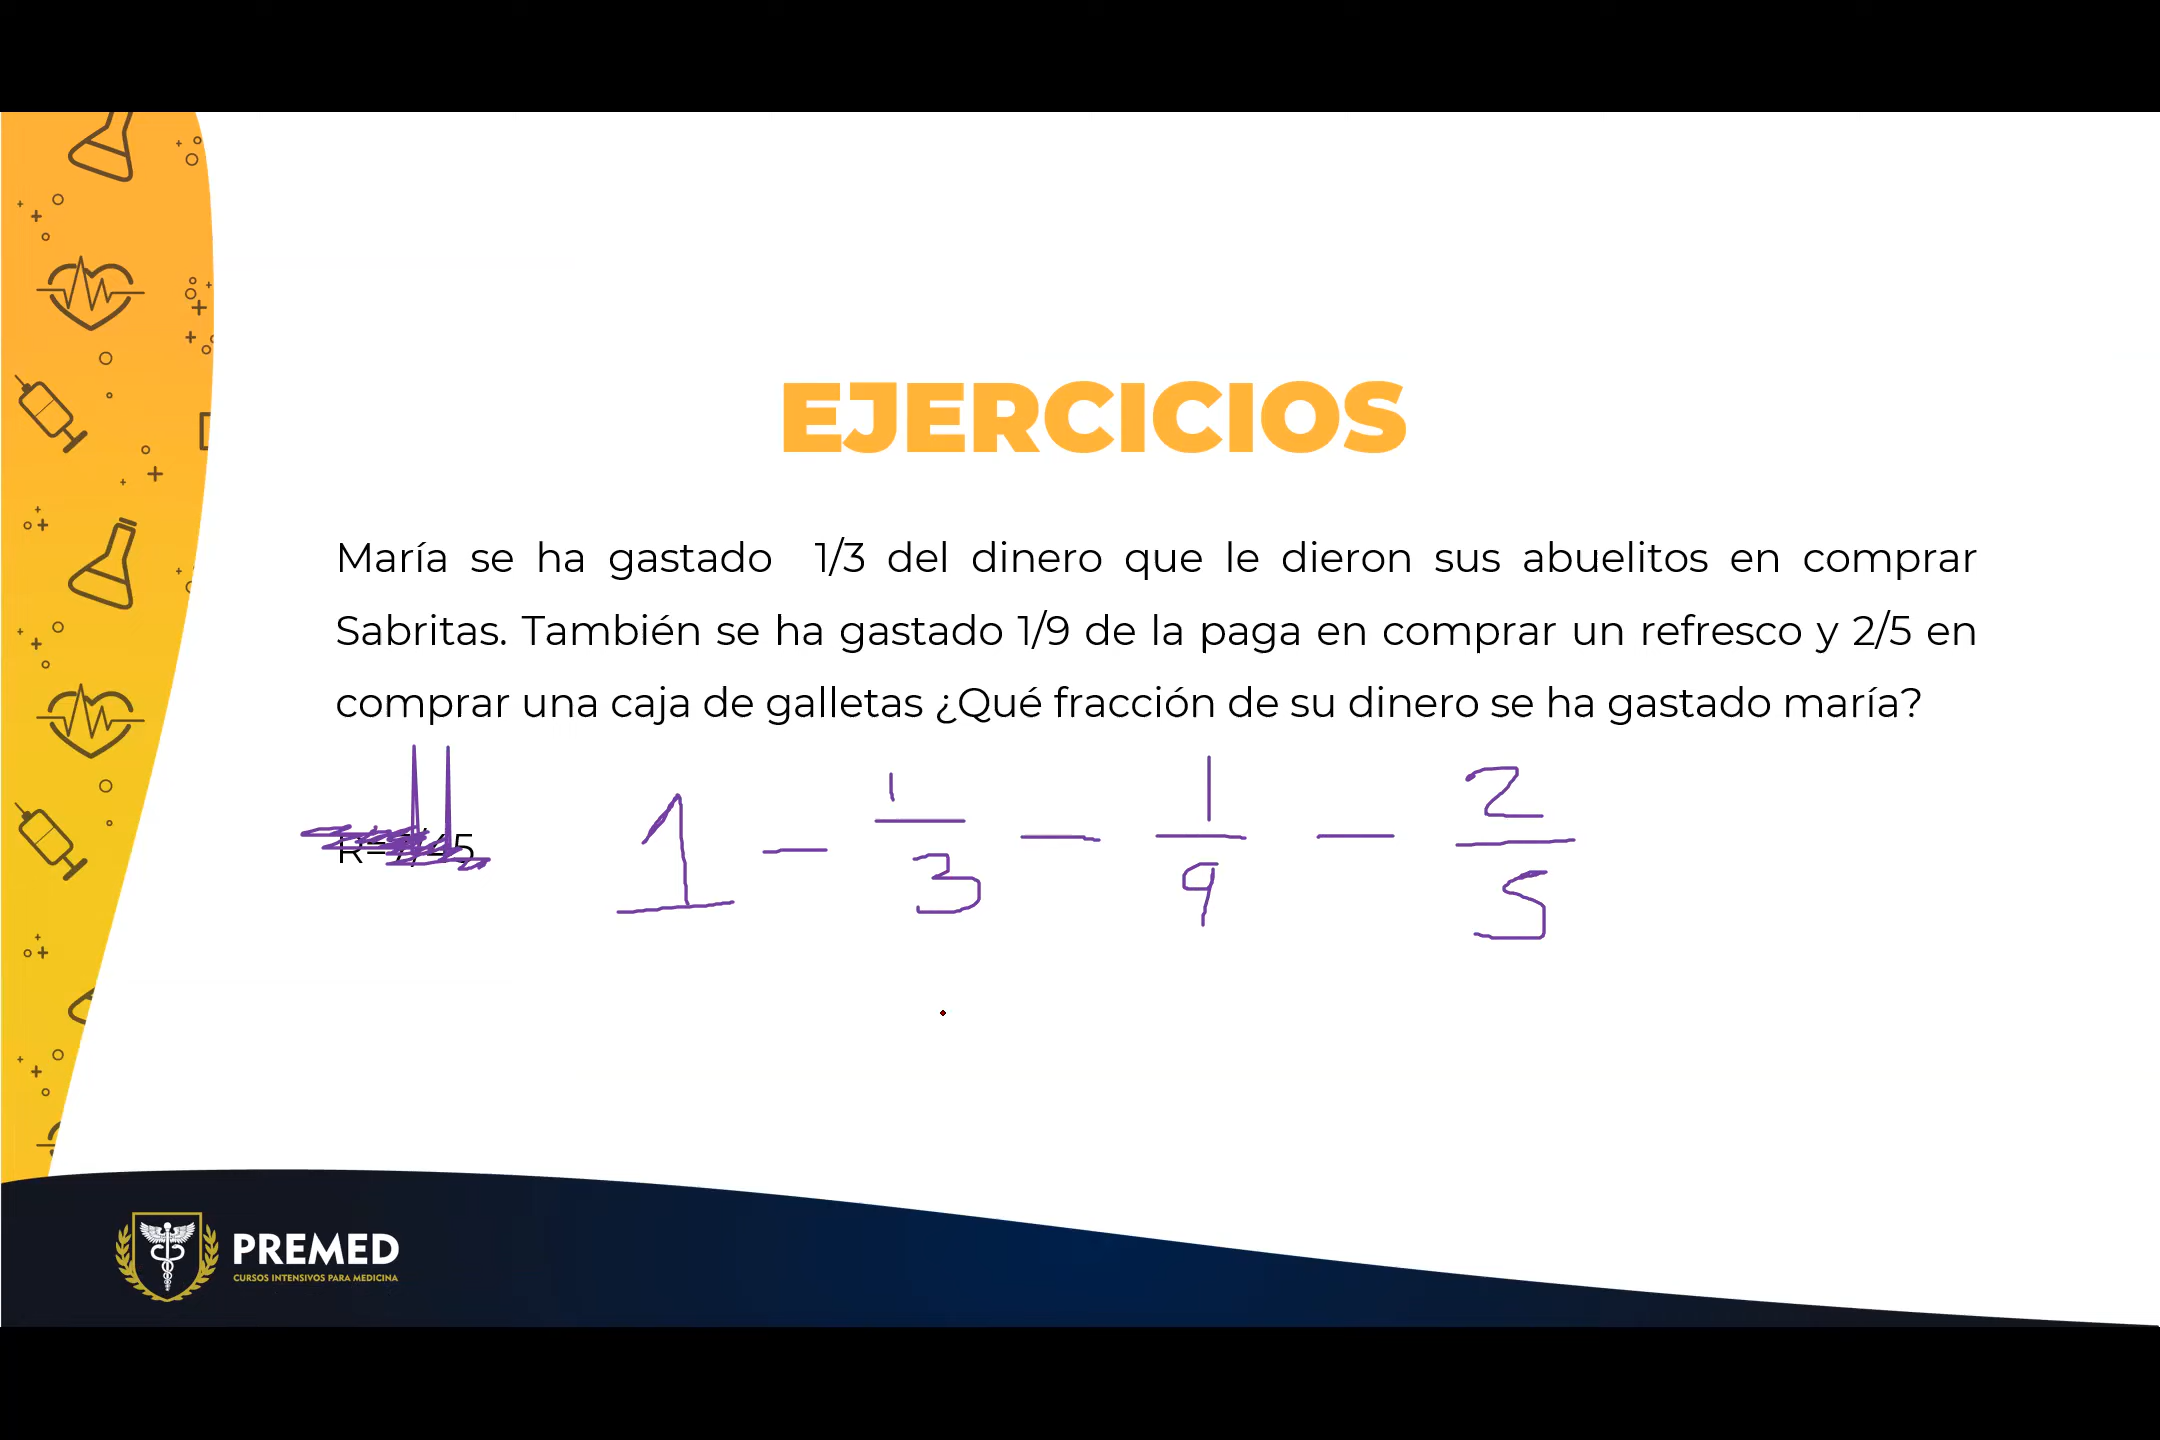 EJERCICIOS
María se ha gastado 1/3 del dinero que le dieron sus abuelitos en comprar
Sabritas. También se ha gastado 1/9 de la paga en comprar un refresco y 2/5 en
comprar una caja de galletas ¿Qué fracción de su dinero se ha gastado maría?
1 - 1/3 - 1/9 - 2/5
PREMED
CURSOS INTENSIVOS PARA MEDICINA